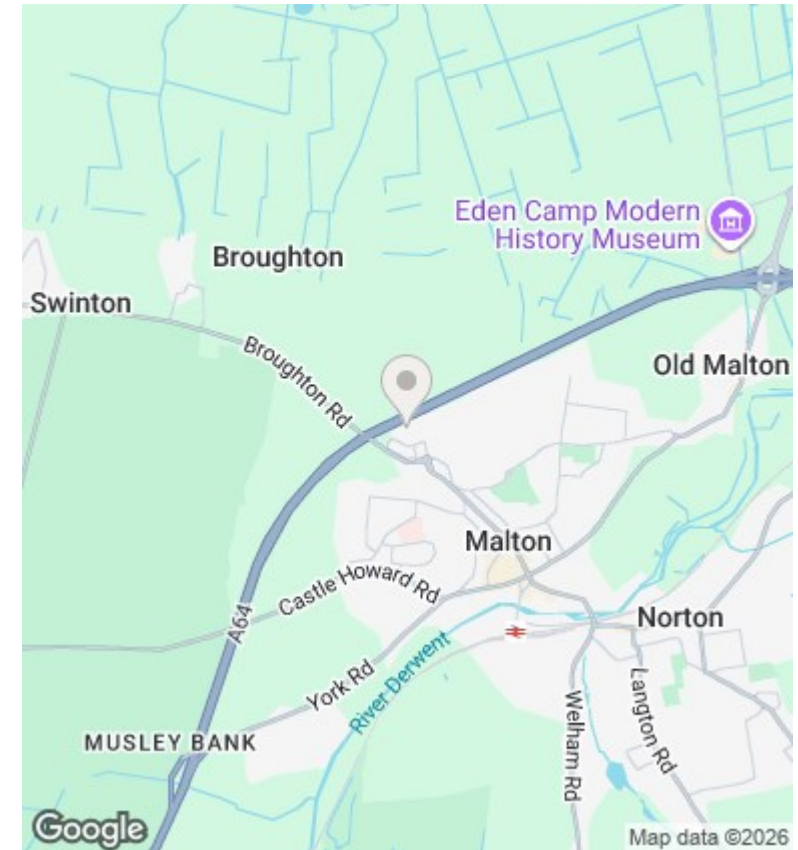 Eden Camp Modern
History Museum
Broughton
Swinton
Broughton Rd
Old Malton
Malton
Castle Howard Rd
A64
Norton
York Rd
River Derwent
Langton Rd
Welham Rd
MUSLEY BANK
Google
Map data ©2026